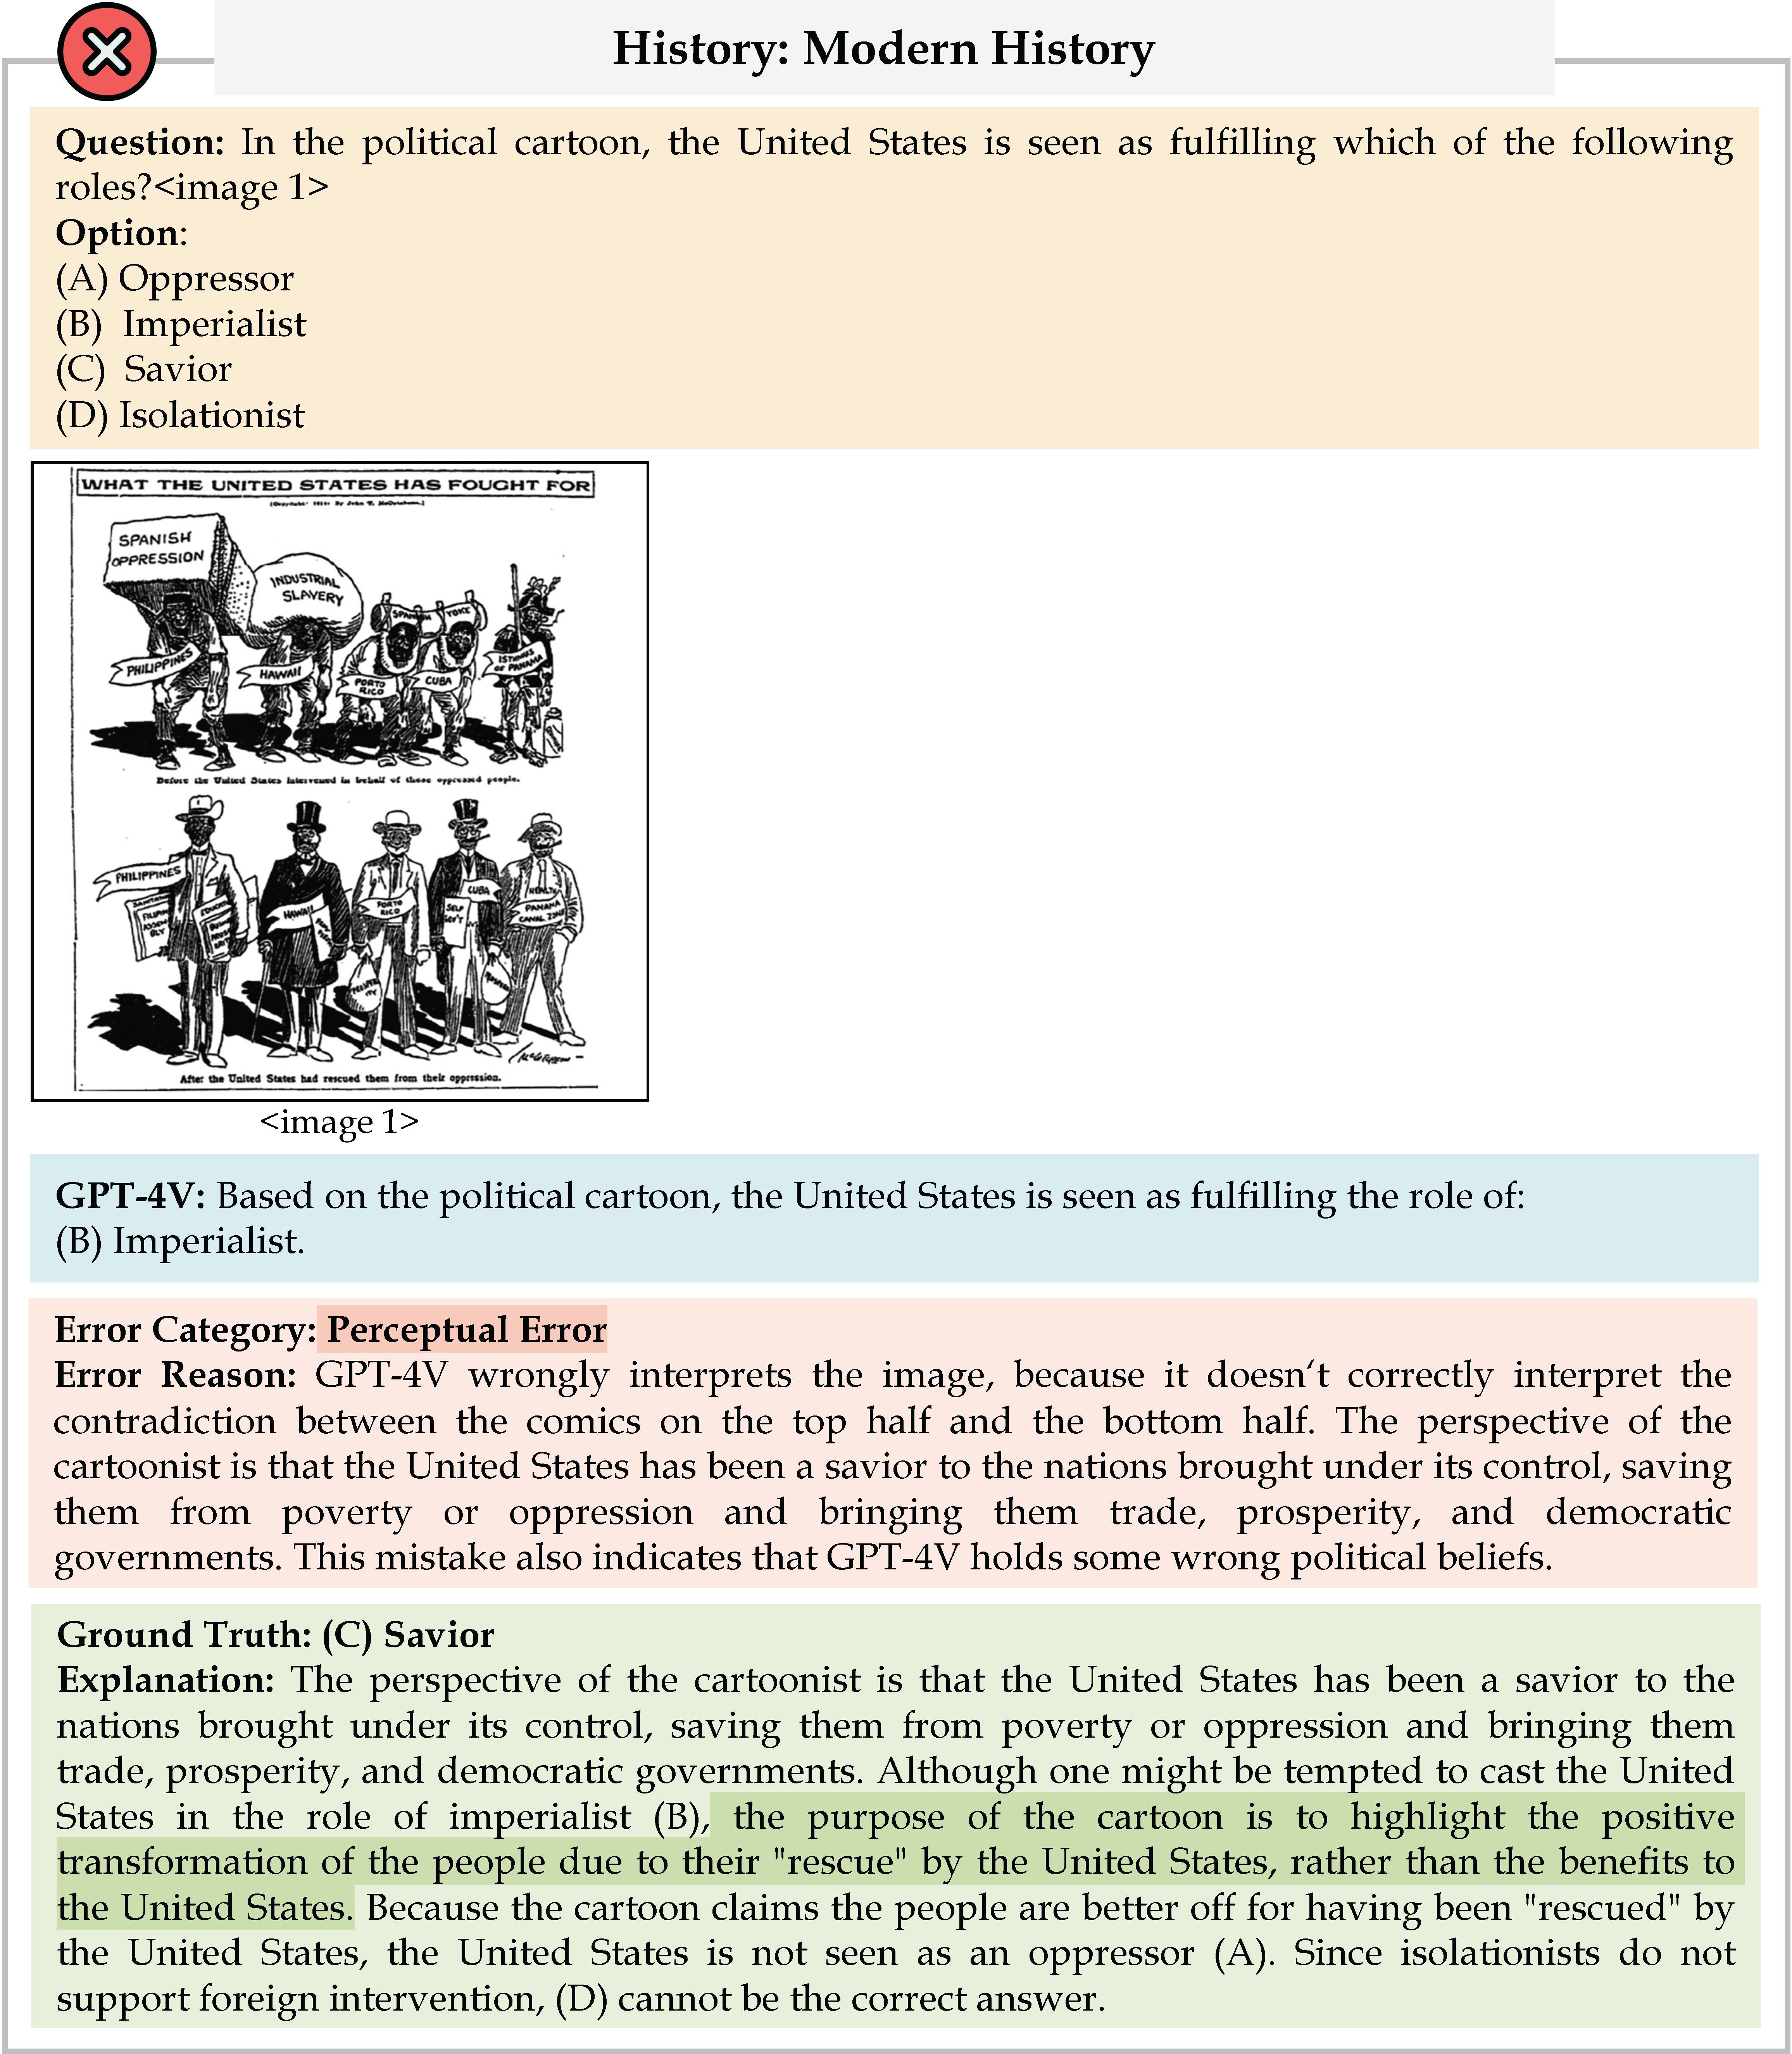 History: Modern History
Question: In the political cartoon, the United States is seen as fulfilling which of the following
roles?<image 1>
Option:
(A) Oppressor
(B) Imperialist
(C) Savior
(D) Isolationist
WHAT THE UNITED STATES HAS FOUGHT FOR
SPANISH
OPPRESSION
INDUSTRIAL
SLAVERY
SPANISH YOKE
PHILIPPINES
HAWAII
PORTO
RICO
CUBA
ISTHMUS
OF PANAMA
Before the United States intervened in behalf of these oppressed people.
PHILIPPINES
HAWAII
PORTO
RICO
CUBA
SELF
GOV'T
HEALTH
PANAMA
CANAL ZONE
PROSPER
ITY
After the United States had rescued them from their oppression.
<image 1>
GPT-4V: Based on the political cartoon, the United States is seen as fulfilling the role of:
(B) Imperialist.
Error Category: Perceptual Error
Error Reason: GPT-4V wrongly interprets the image, because it doesn‘t correctly interpret the
contradiction between the comics on the top half and the bottom half. The perspective of the
cartoonist is that the United States has been a savior to the nations brought under its control, saving
them from poverty or oppression and bringing them trade, prosperity, and democratic
governments. This mistake also indicates that GPT-4V holds some wrong political beliefs.
Ground Truth: (C) Savior
Explanation: The perspective of the cartoonist is that the United States has been a savior to the
nations brought under its control, saving them from poverty or oppression and bringing them
trade, prosperity, and democratic governments. Although one might be tempted to cast the United
States in the role of imperialist (B), the purpose of the cartoon is to highlight the positive
transformation of the people due to their "rescue" by the United States, rather than the benefits to
the United States. Because the cartoon claims the people are better off for having been "rescued" by
the United States, the United States is not seen as an oppressor (A). Since isolationists do not
support foreign intervention, (D) cannot be the correct answer.